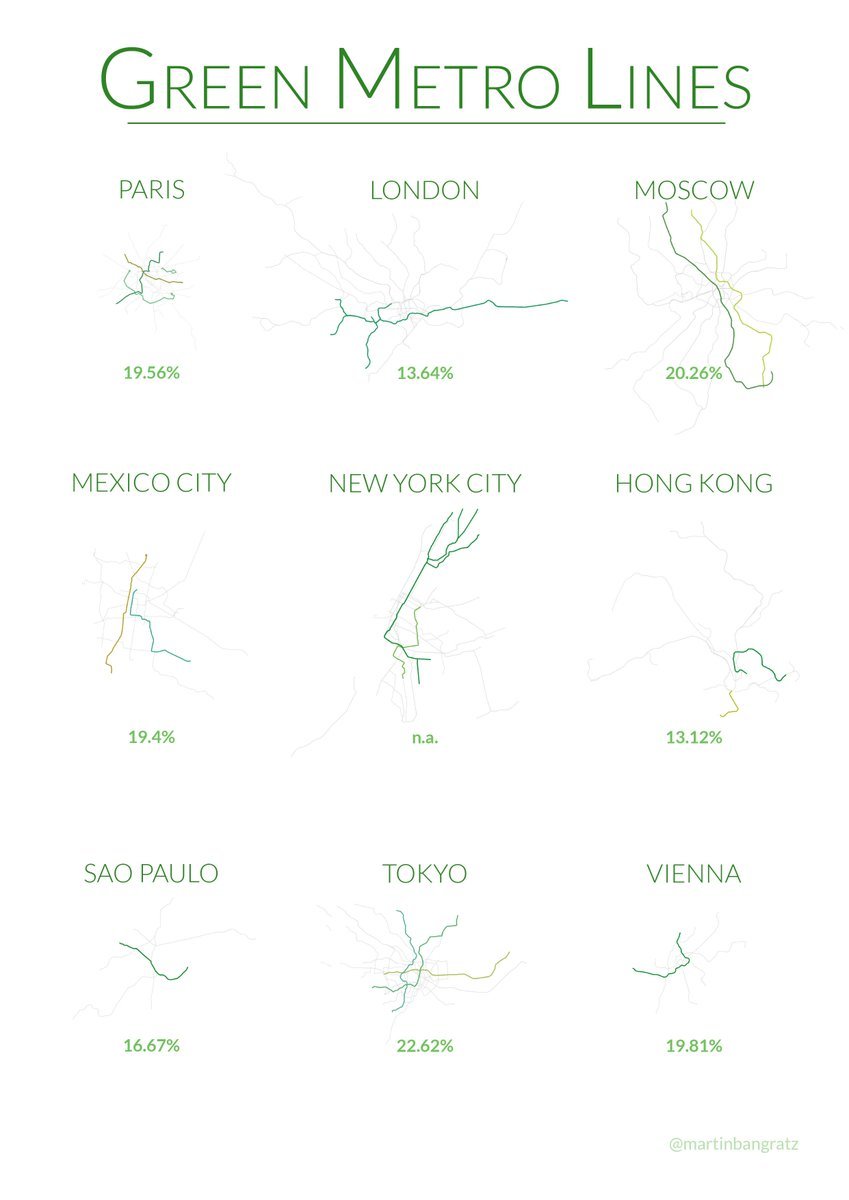 GREEN METRO LINES
PARIS
LONDON
MOSCOW
19.56%
13.64%
20.26%
MEXICO CITY
NEW YORK CITY
HONG KONG
19.4%
n.a.
13.12%
SAO PAULO
TOKYO
VIENNA
16.67%
22.62%
19.81%
@martinbangratz